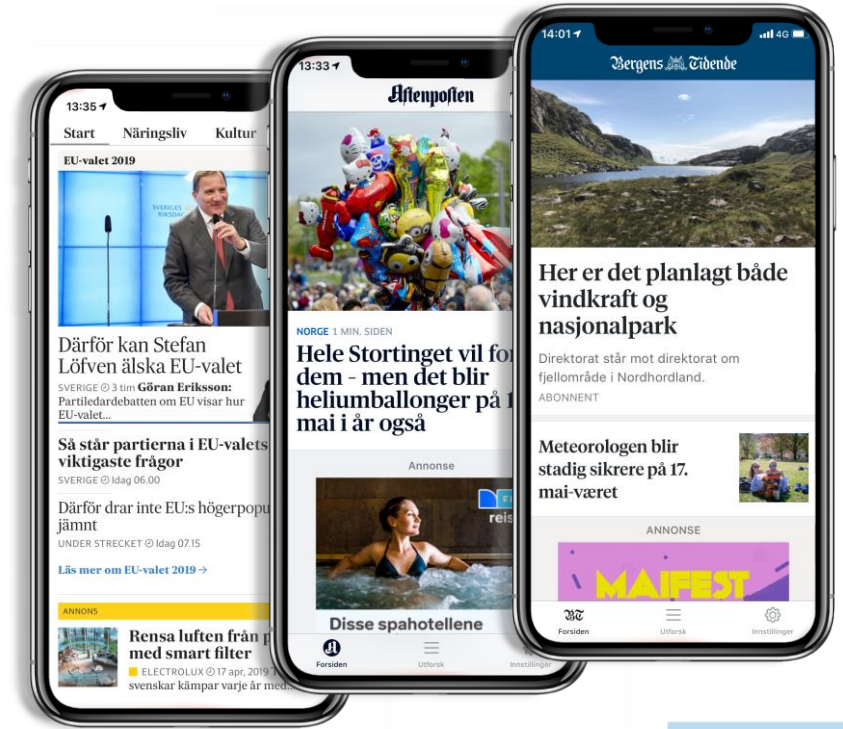 13:35
Start Näringsliv Kultur
EU-valet 2019
SVERIGES
RIKSDAG
Därför kan Stefan
Löfven älska EU-valet
SVERIGE 3 tim Göran Eriksson:
Partiledardebatten om EU visar hur
EU-valet...
Så står partierna i EU-valets
viktigaste frågor
SVERIGE Idag 06.00
Därför drar inte EU:s
jämnt
UNDER STRECKET Idag 07.15
Läs mer om EU-valet 2019 →
ANNONS
Rensa luften från
med smart filter
ELECTROLUX 17 apr, 2019
svenskar kämpar varje år med...
13:33
Aftenposten
NORGE 1 MIN. SIDEN
Hele Stortinget vil
dem – men det blir
heliumballonger på
mai i år også
Annonse
Disse spahotellene
Forsiden Utforsk
14:01 4G
Bergens Tidende
Her er det planlagt både
vindkraft og
nasjonalpark
Direktorat står mot direktorat om
fjellområde i Nordhordland.
ABONNENT
Meteorologen blir
stadig sikrere på 17.
mai-været
ANNONSE
MAIFEST
BT
Forsiden Utforsk Innstillinger